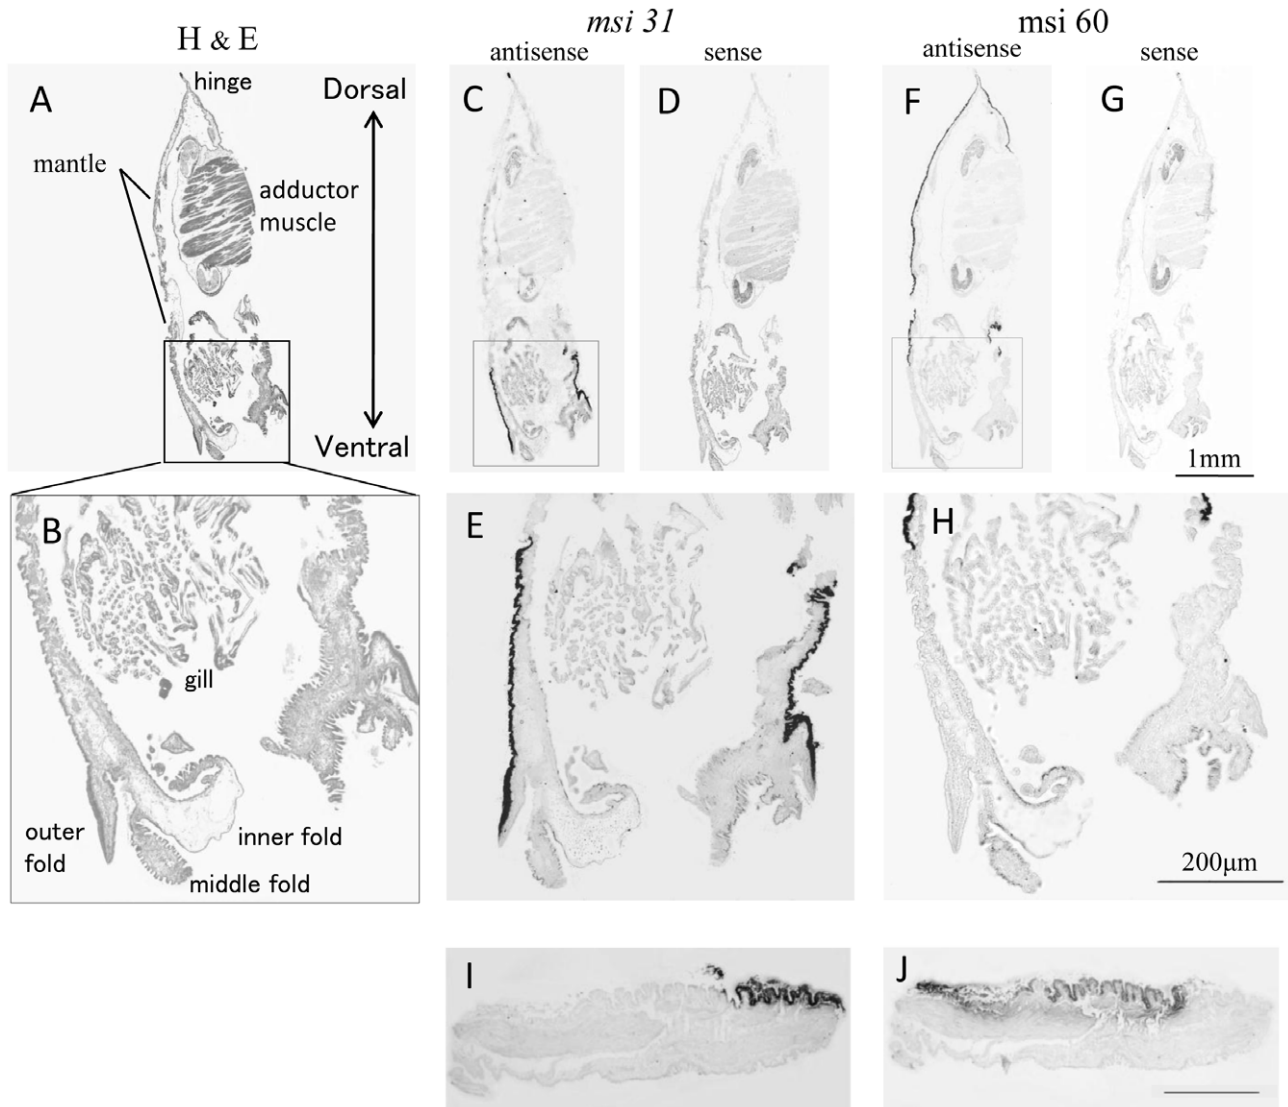 H & E
msi 31
msi 60
antisense
sense
antisense
sense
A
hinge
Dorsal
mantle
adductor
muscle
Ventral
C
D
F
G
1mm
B
gill
outer
fold
inner fold
middle fold
E
H
200μm
I
J